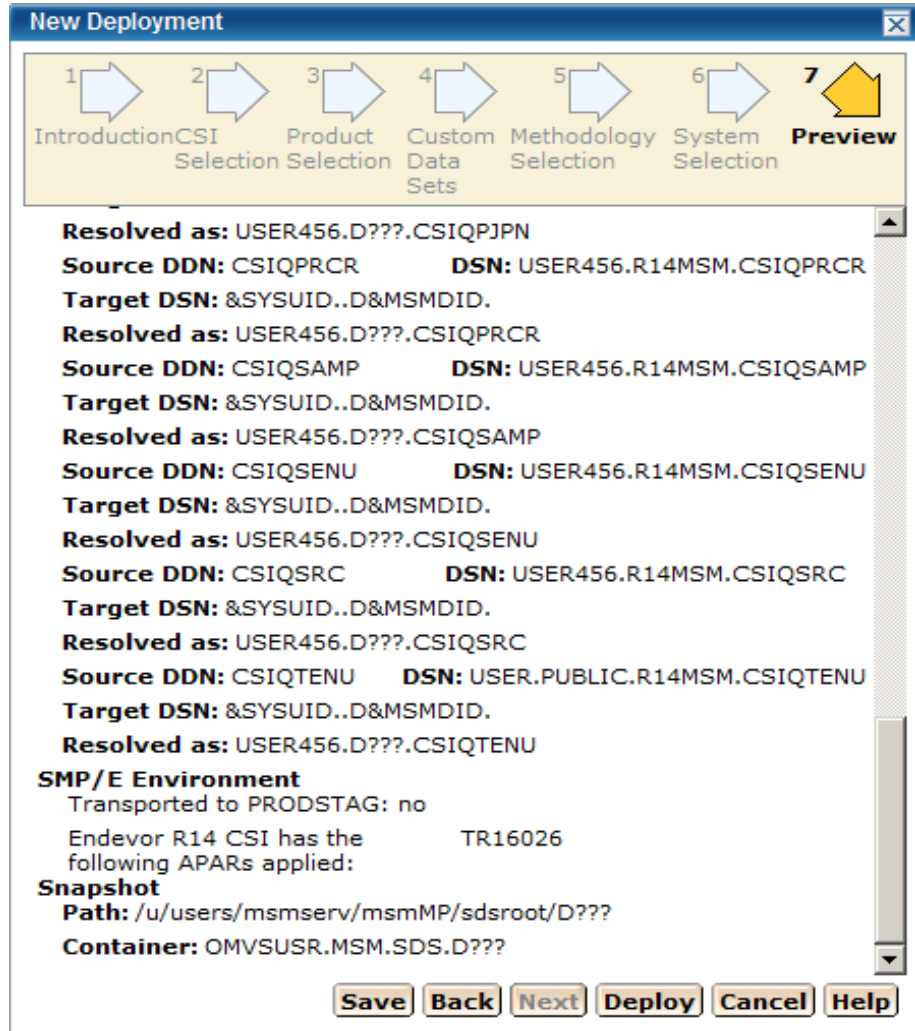 New Deployment
1 2 3 4 5 6 7
Introduction CSI Selection Product Selection Custom Data Sets Methodology Selection System Selection Preview
Resolved as: USER456.D???.CSIQPJPN
Source DDN: CSIQPRCR DSN: USER456.R14MSM.CSIQPRCR
Target DSN: &SYSUID..D&MSMDID.
Resolved as: USER456.D???.CSIQPRCR
Source DDN: CSIQSAMP DSN: USER456.R14MSM.CSIQSAMP
Target DSN: &SYSUID..D&MSMDID.
Resolved as: USER456.D???.CSIQSAMP
Source DDN: CSIQSENU DSN: USER456.R14MSM.CSIQSENU
Target DSN: &SYSUID..D&MSMDID.
Resolved as: USER456.D???.CSIQSENU
Source DDN: CSIQSRC DSN: USER456.R14MSM.CSIQSRC
Target DSN: &SYSUID..D&MSMDID.
Resolved as: USER456.D???.CSIQSRC
Source DDN: CSIQTENU DSN: USER.PUBLIC.R14MSM.CSIQTENU
Target DSN: &SYSUID..D&MSMDID.
Resolved as: USER456.D???.CSIQTENU
SMP/E Environment
Transported to PRODSTAG: no
Endevor R14 CSI has the TR16026
following APARs applied:
Snapshot
Path: /u/users/msmserv/msmMP/sdsroot/D???
Container: OMVSUSR.MSM.SDS.D???
Save Back Next Deploy Cancel Help